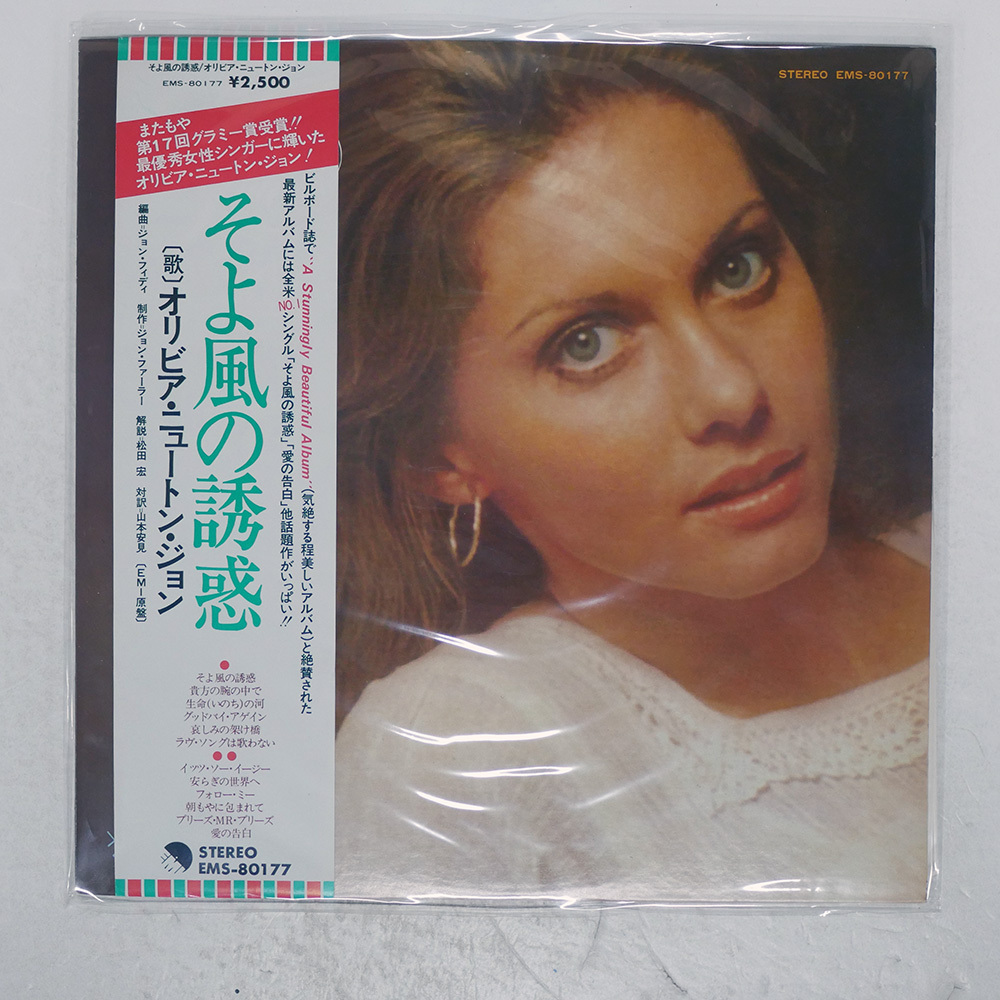 そよ風の誘惑/オリビア・ニュートン・ジョン
EMS-80177 ¥2,500
またもや
第17回グラミー賞受賞!!
最優秀女性シンガーに輝いた
オリビア・ニュートン・ジョン!
ビルボード誌で“A Stunningly Beautiful Album”(気絶する程美しいアルバム)と絶賛された
最新アルバムには全米NO.1シングル「そよ風の誘惑」「愛の告白」他話題作がいっぱい!!
そよ風の誘惑
〔歌〕オリビア・ニュートン・ジョン
編曲=ジョン・フィディ 制作=ジョン・ファーラー 解説=松田 宏 対訳=山本安見 〔EMI原盤〕
●
そよ風の誘惑
貴方の腕の中で
生命(いのち)の河
グッドバイ・アゲイン
哀しみの架け橋
ラヴ・ソングは歌わない
●●
イッツ・ソー・イージー
安らぎの世界へ
フォロー・ミー
朝もやに包まれて
プリーズ・MR・プリーズ
愛の告白
STEREO
EMS-80177
STEREO EMS-80177